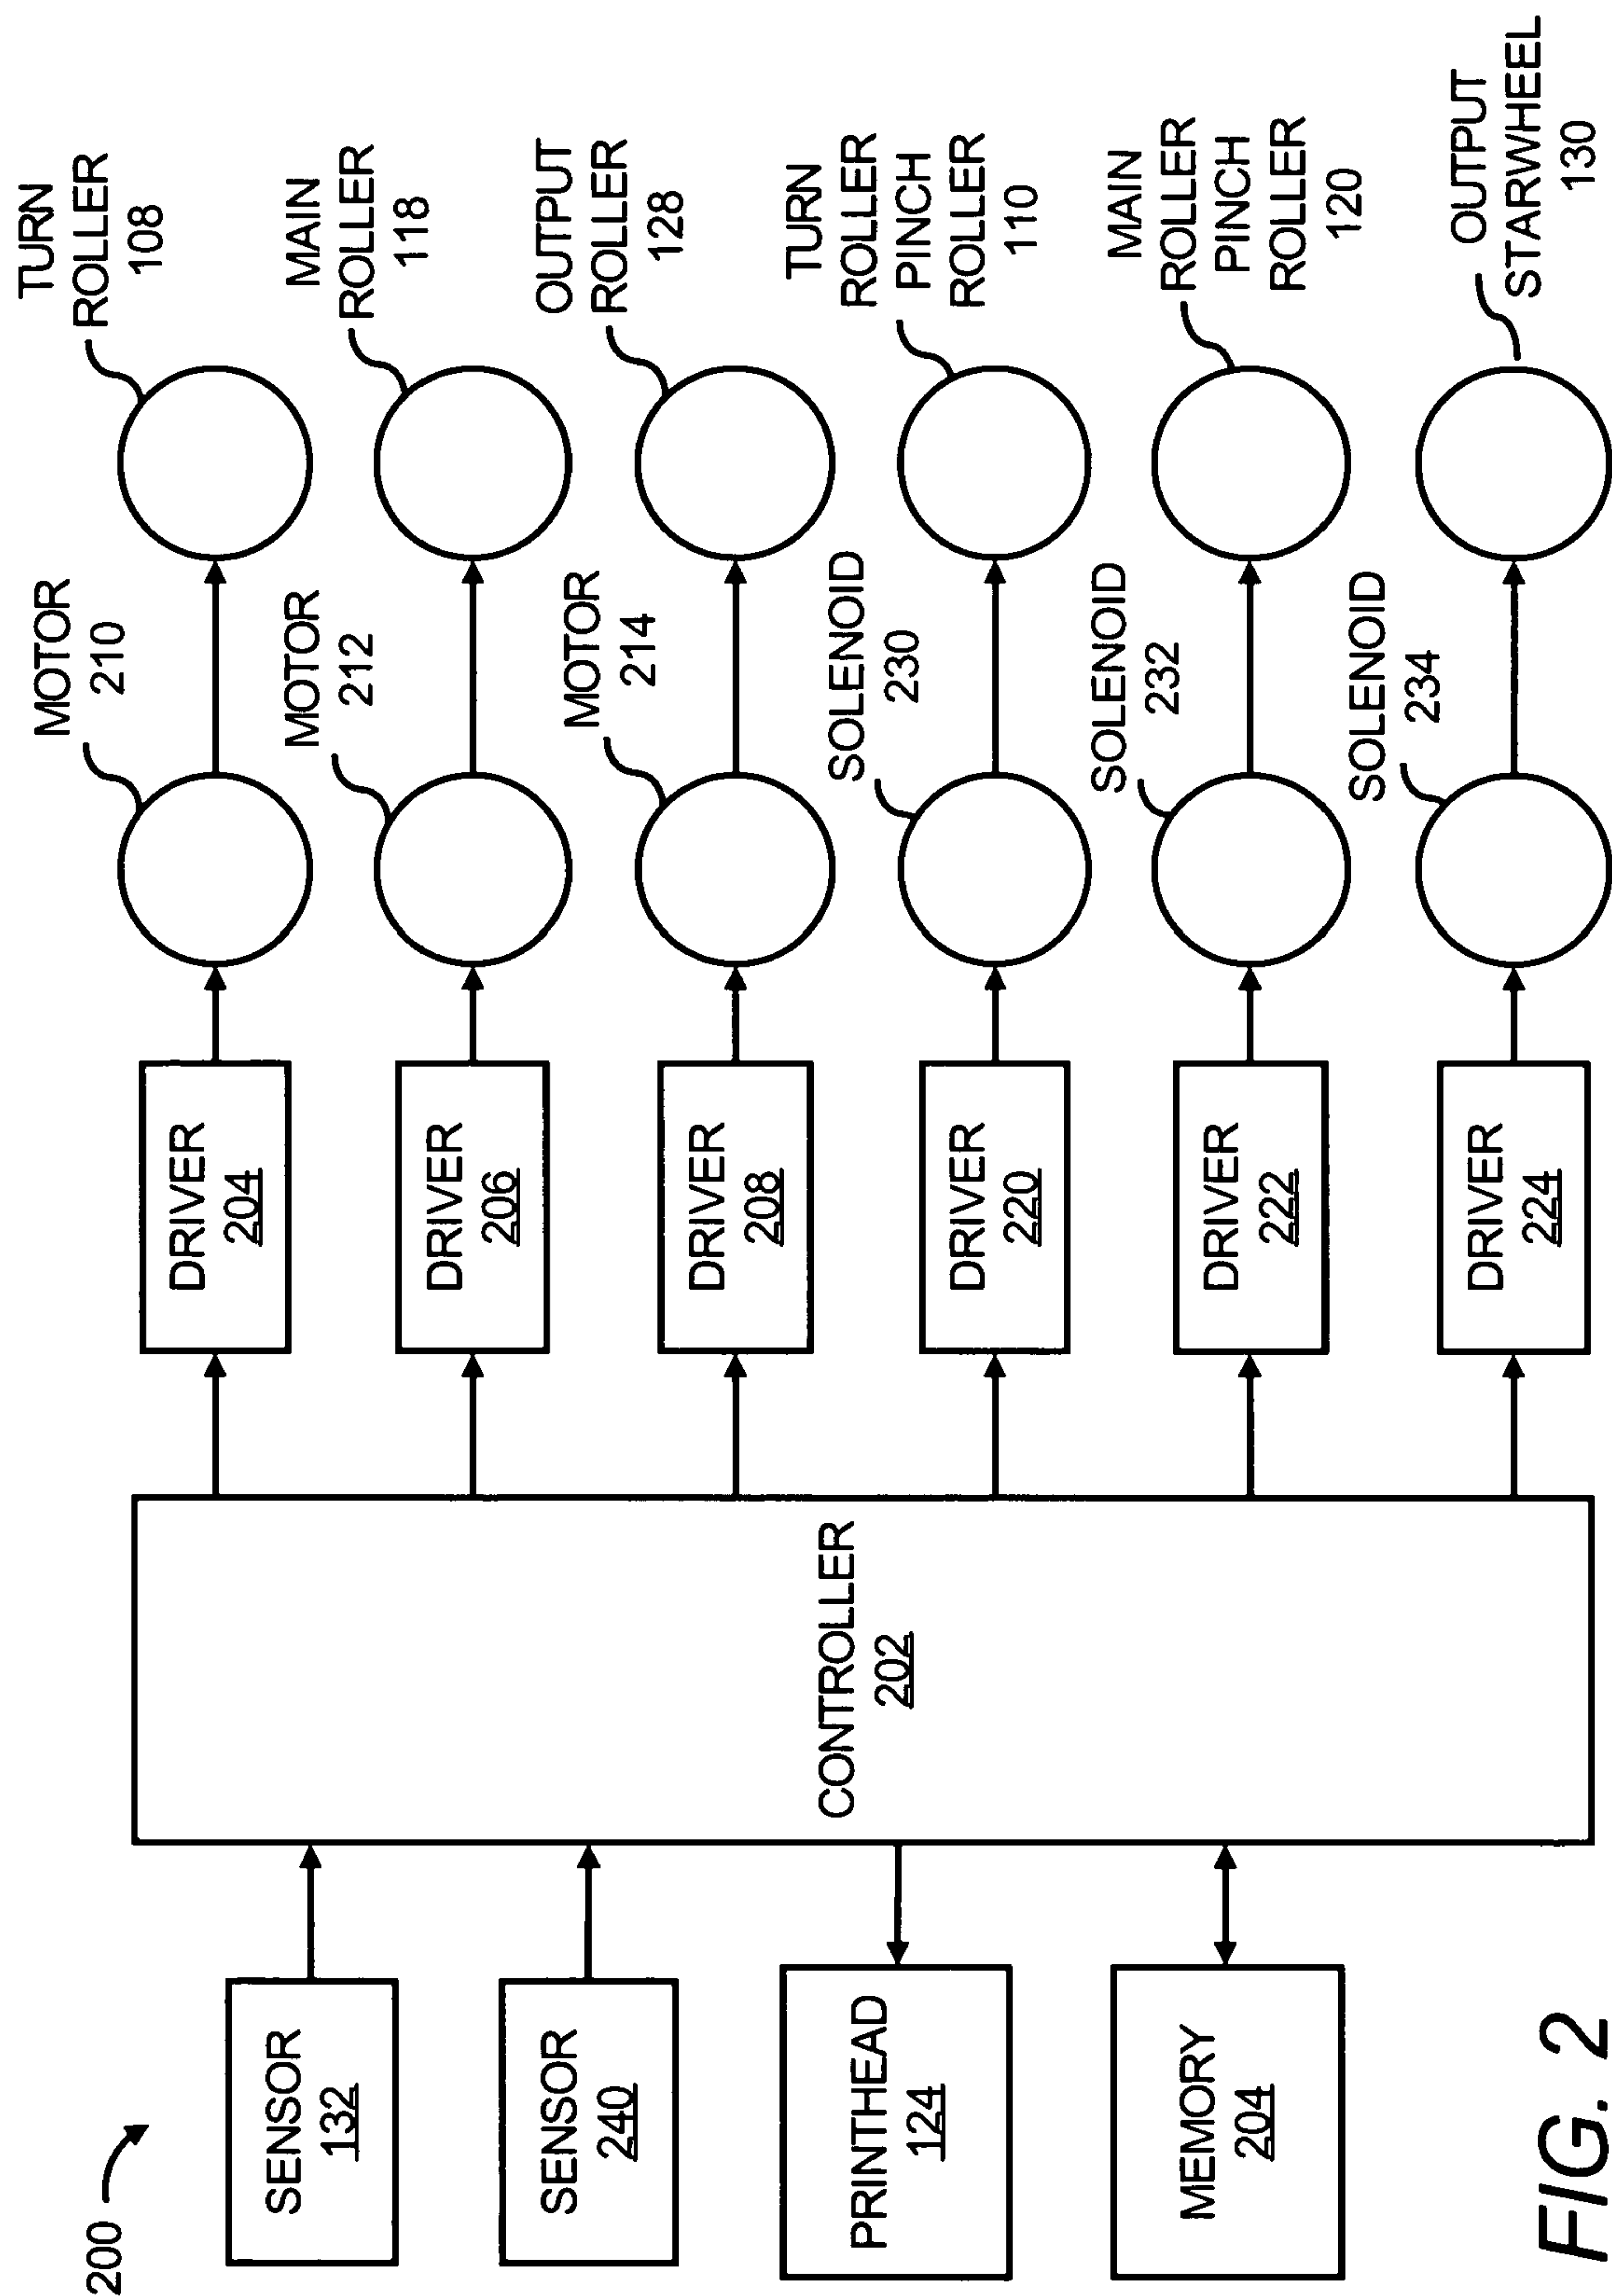 200
SENSOR
132
SENSOR
240
PRINTHEAD
124
MEMORY
204
CONTROLLER
202
DRIVER
204
DRIVER
206
DRIVER
208
DRIVER
220
DRIVER
222
DRIVER
224
MOTOR
210
MOTOR
212
MOTOR
214
SOLENOID
230
SOLENOID
232
SOLENOID
234
TURN
ROLLER
108
MAIN
ROLLER
118
OUTPUT
ROLLER
128
TURN
ROLLER
PINCH
ROLLER
110
MAIN
ROLLER
PINCH
ROLLER
120
OUTPUT
STARWHEEL
130
FIG. 2